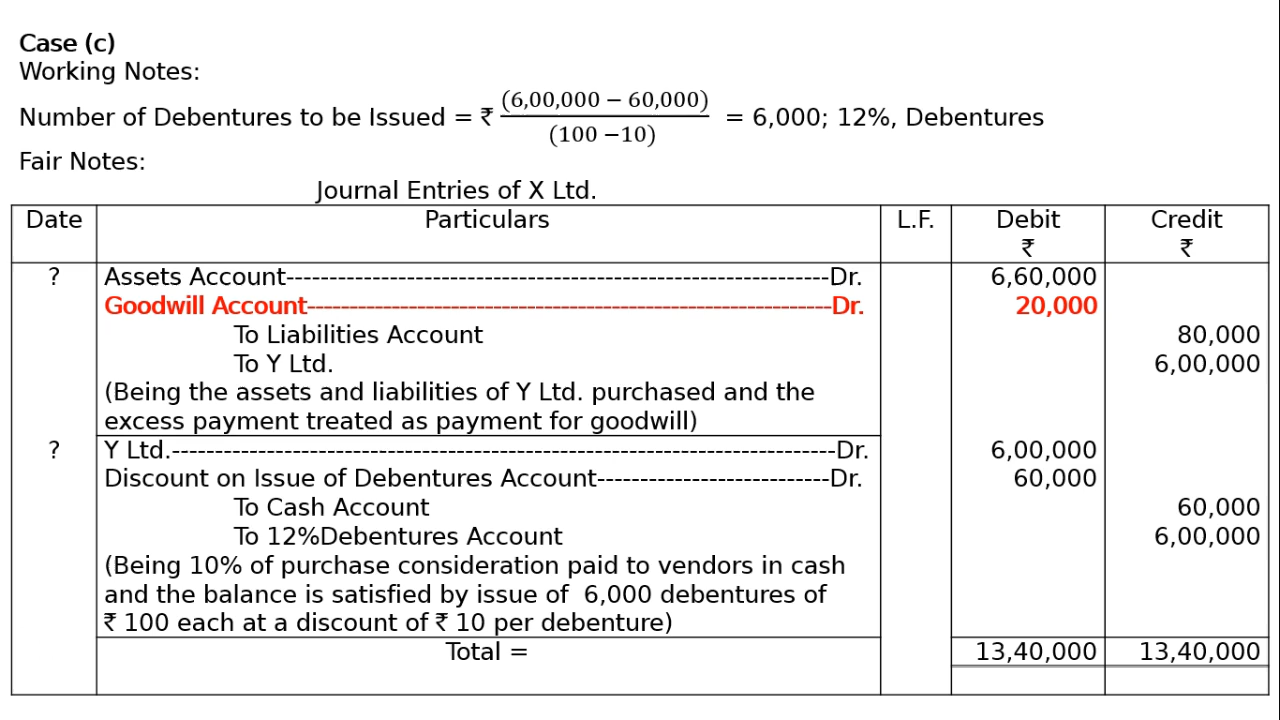 Case (c)
Working Notes:
Number of Debentures to be Issued = ₹ (6,00,000 − 60,000) / (100 −10) = 6,000; 12%, Debentures
Fair Notes:
Journal Entries of X Ltd.
Date Particulars L.F. Debit ₹ Credit ₹
? Assets Account---------------------------------------------------------------Dr. 6,60,000
Goodwill Account-------------------------------------------------------------Dr. 20,000
To Liabilities Account 80,000
To Y Ltd. 6,00,000
(Being the assets and liabilities of Y Ltd. purchased and the
excess payment treated as payment for goodwill)
? Y Ltd.-----------------------------------------------------------------------------Dr. 6,00,000
Discount on Issue of Debentures Account---------------------------Dr. 60,000
To Cash Account 60,000
To 12%Debentures Account 6,00,000
(Being 10% of purchase consideration paid to vendors in cash
and the balance is satisfied by issue of 6,000 debentures of
₹ 100 each at a discount of ₹ 10 per debenture)
Total = 13,40,000 13,40,000